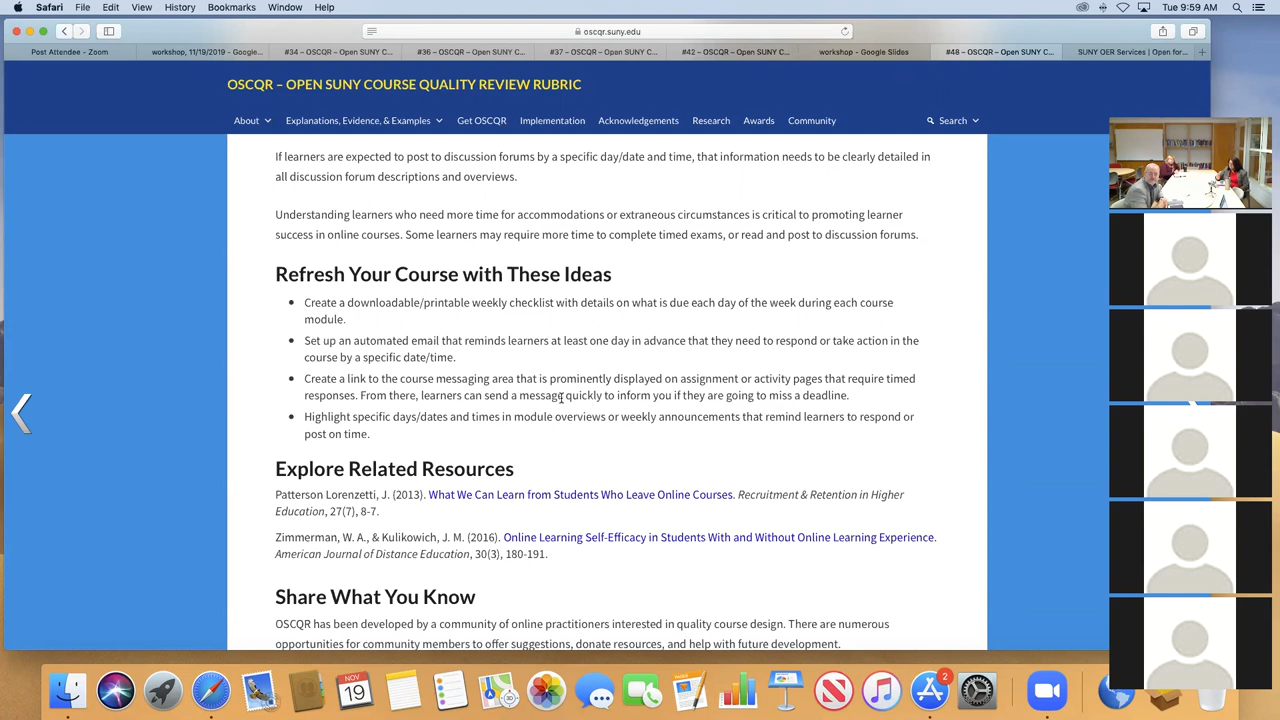 Safari File Edit View History Bookmarks Window Help Tue 9:59 AM
oscqr.suny.edu
Post Attendee - Zoom workshop, 11/19/2019 - Google... #34 – OSCQR – Open SUNY C... #36 – OSCQR – Open SUNY C... #37 – OSCQR – Open SUNY C... #42 – OSCQR – Open SUNY C... workshop - Google Slides #48 – OSCQR – Open SUNY C... SUNY OER Services | Open for...
OSCQR – OPEN SUNY COURSE QUALITY REVIEW RUBRIC
About Explanations, Evidence, & Examples Get OSCQR Implementation Acknowledgements Research Awards Community Search
If learners are expected to post to discussion forums by a specific day/date and time, that information needs to be clearly detailed in
all discussion forum descriptions and overviews.
Understanding learners who need more time for accommodations or extraneous circumstances is critical to promoting learner
success in online courses. Some learners may require more time to complete timed exams, or read and post to discussion forums.
Refresh Your Course with These Ideas
• Create a downloadable/printable weekly checklist with details on what is due each day of the week during each course
module.
• Set up an automated email that reminds learners at least one day in advance that they need to respond or take action in the
course by a specific date/time.
• Create a link to the course messaging area that is prominently displayed on assignment or activity pages that require timed
responses. From there, learners can send a message quickly to inform you if they are going to miss a deadline.
• Highlight specific days/dates and times in module overviews or weekly announcements that remind learners to respond or
post on time.
Explore Related Resources
Patterson Lorenzetti, J. (2013). What We Can Learn from Students Who Leave Online Courses. Recruitment & Retention in Higher
Education, 27(7), 8-7.
Zimmerman, W. A., & Kulikowich, J. M. (2016). Online Learning Self-Efficacy in Students With and Without Online Learning Experience.
American Journal of Distance Education, 30(3), 180-191.
Share What You Know
OSCQR has been developed by a community of online practitioners interested in quality course design. There are numerous
opportunities for community members to offer suggestions, donate resources, and help with future development.
NOV
19
2